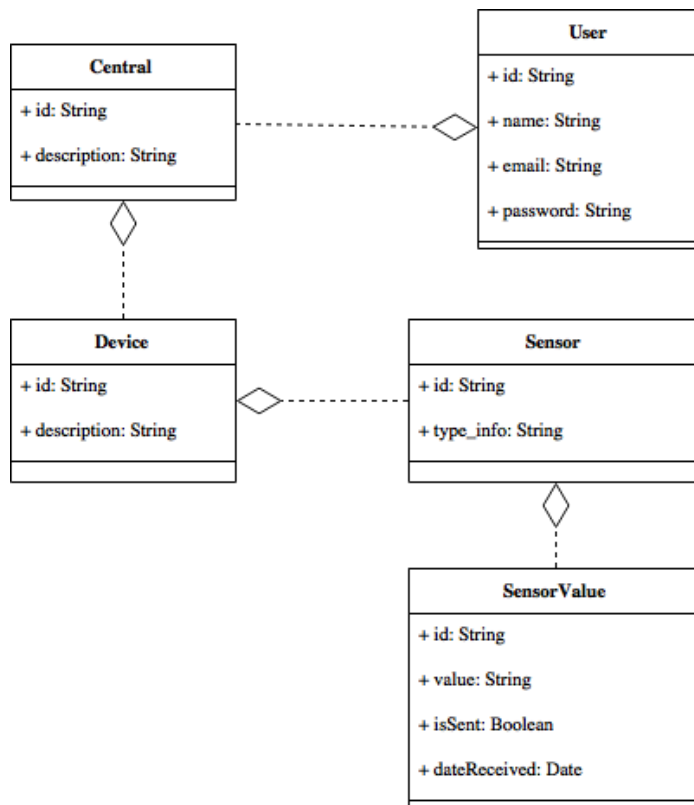 Central
+ id: String
+ description: String
User
+ id: String
+ name: String
+ email: String
+ password: String
Device
+ id: String
+ description: String
Sensor
+ id: String
+ type_info: String
SensorValue
+ id: String
+ value: String
+ isSent: Boolean
+ dateReceived: Date